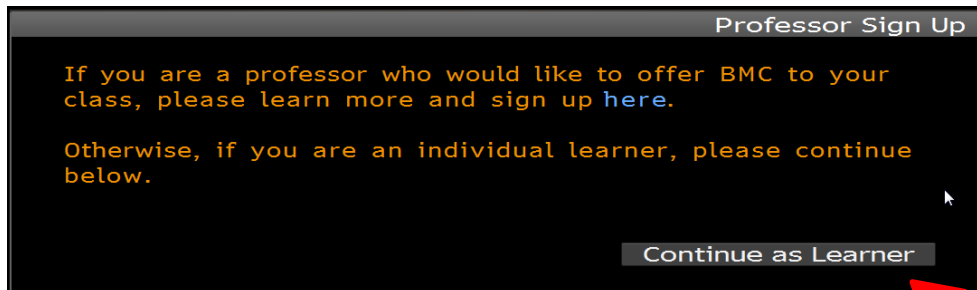 Professor Sign Up
If you are a professor who would like to offer BMC to your
class, please learn more and sign up here.
Otherwise, if you are an individual learner, please continue
below.
Continue as Learner